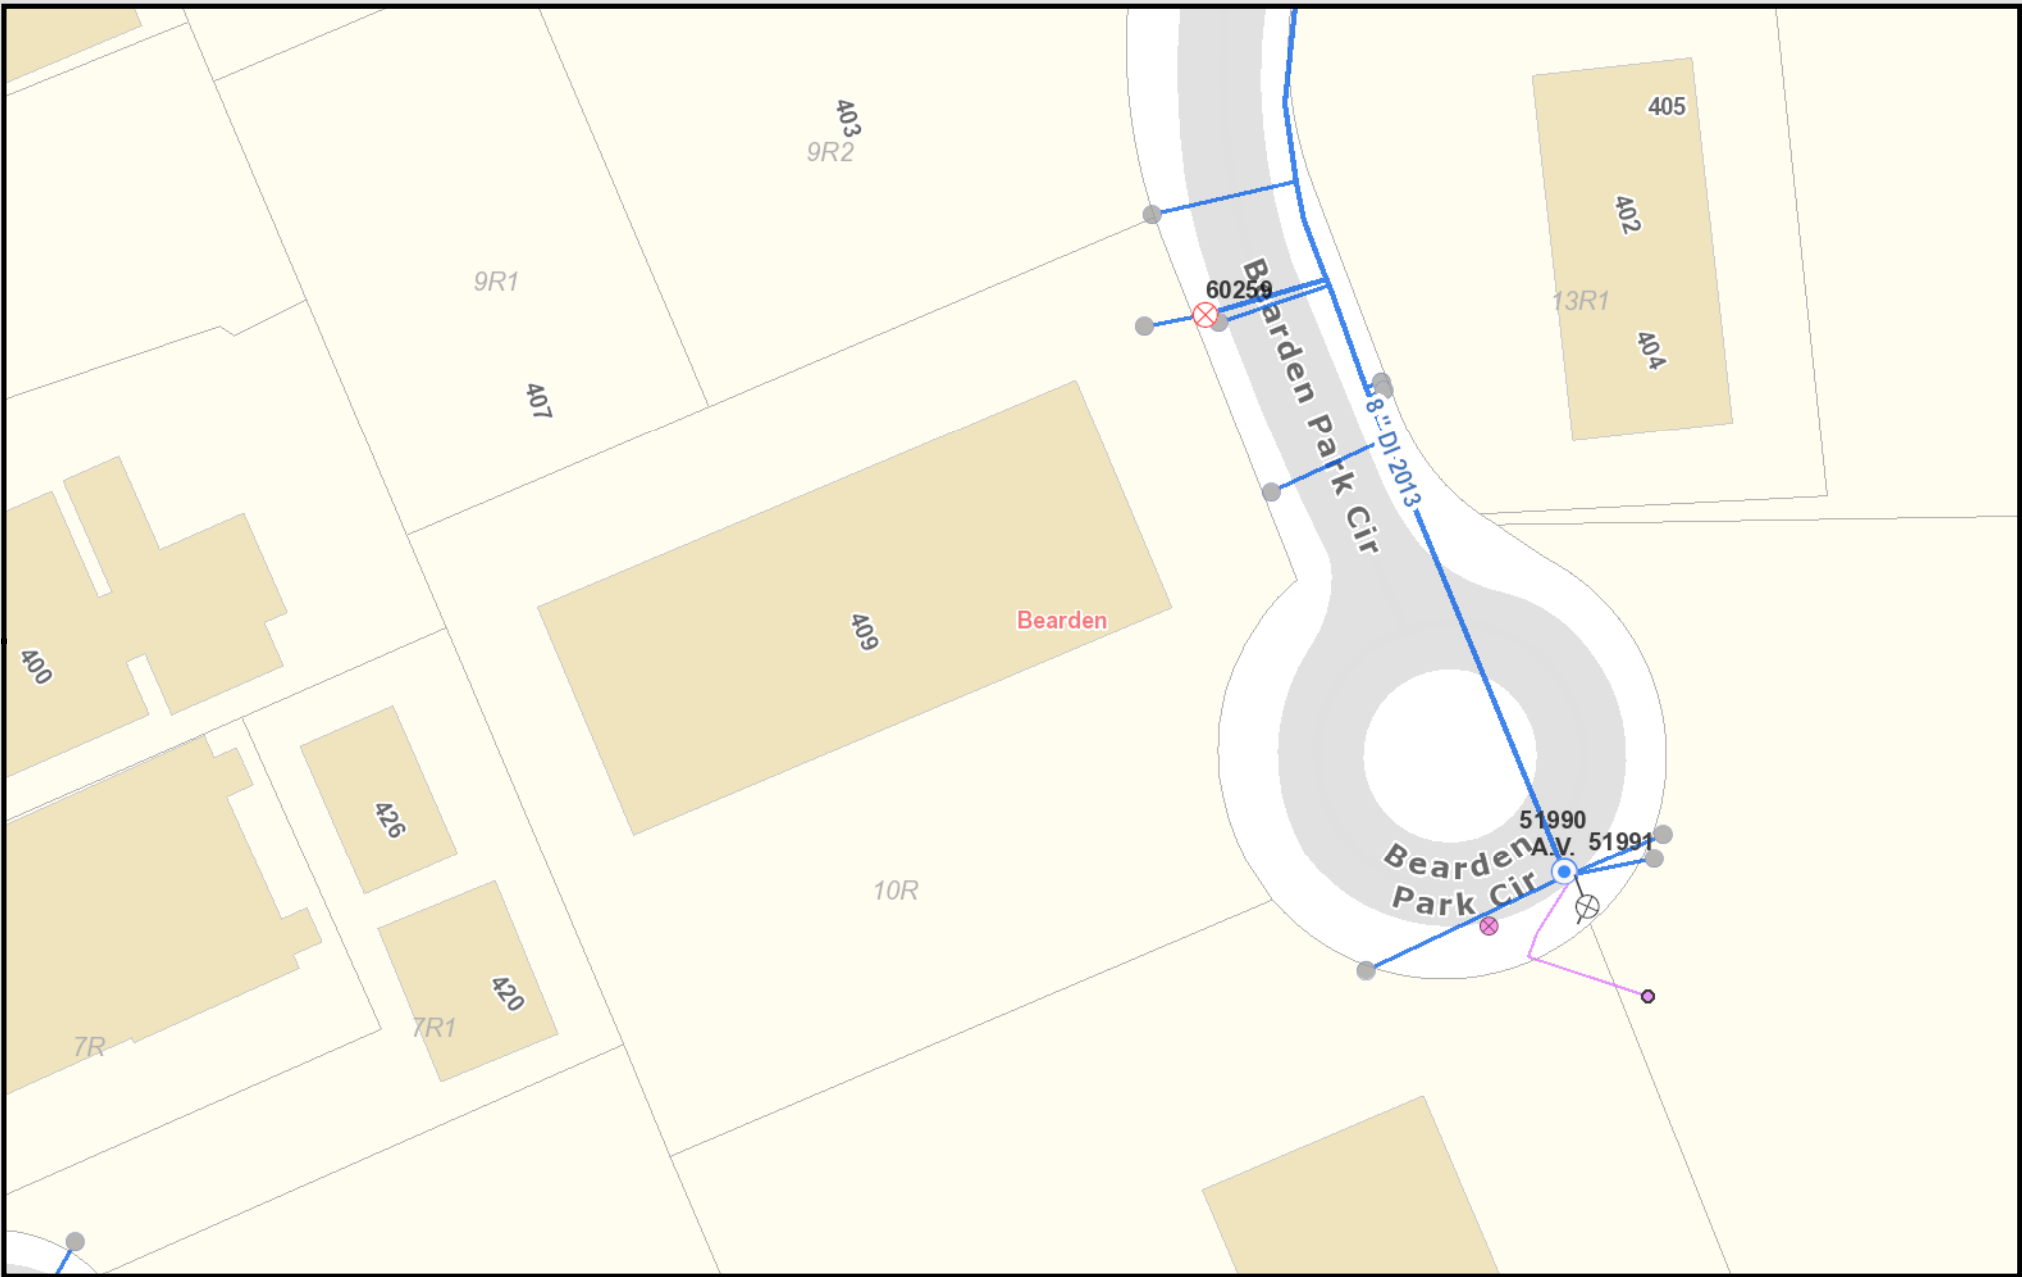 403
9R2
405
402
9R1
60259
13R1
404
407
Bearden Park Cir
8" DI 2013
409
Bearden
400
426
51990
A.V.
51991
Bearden
Park Cir
10R
420
7R1
7R